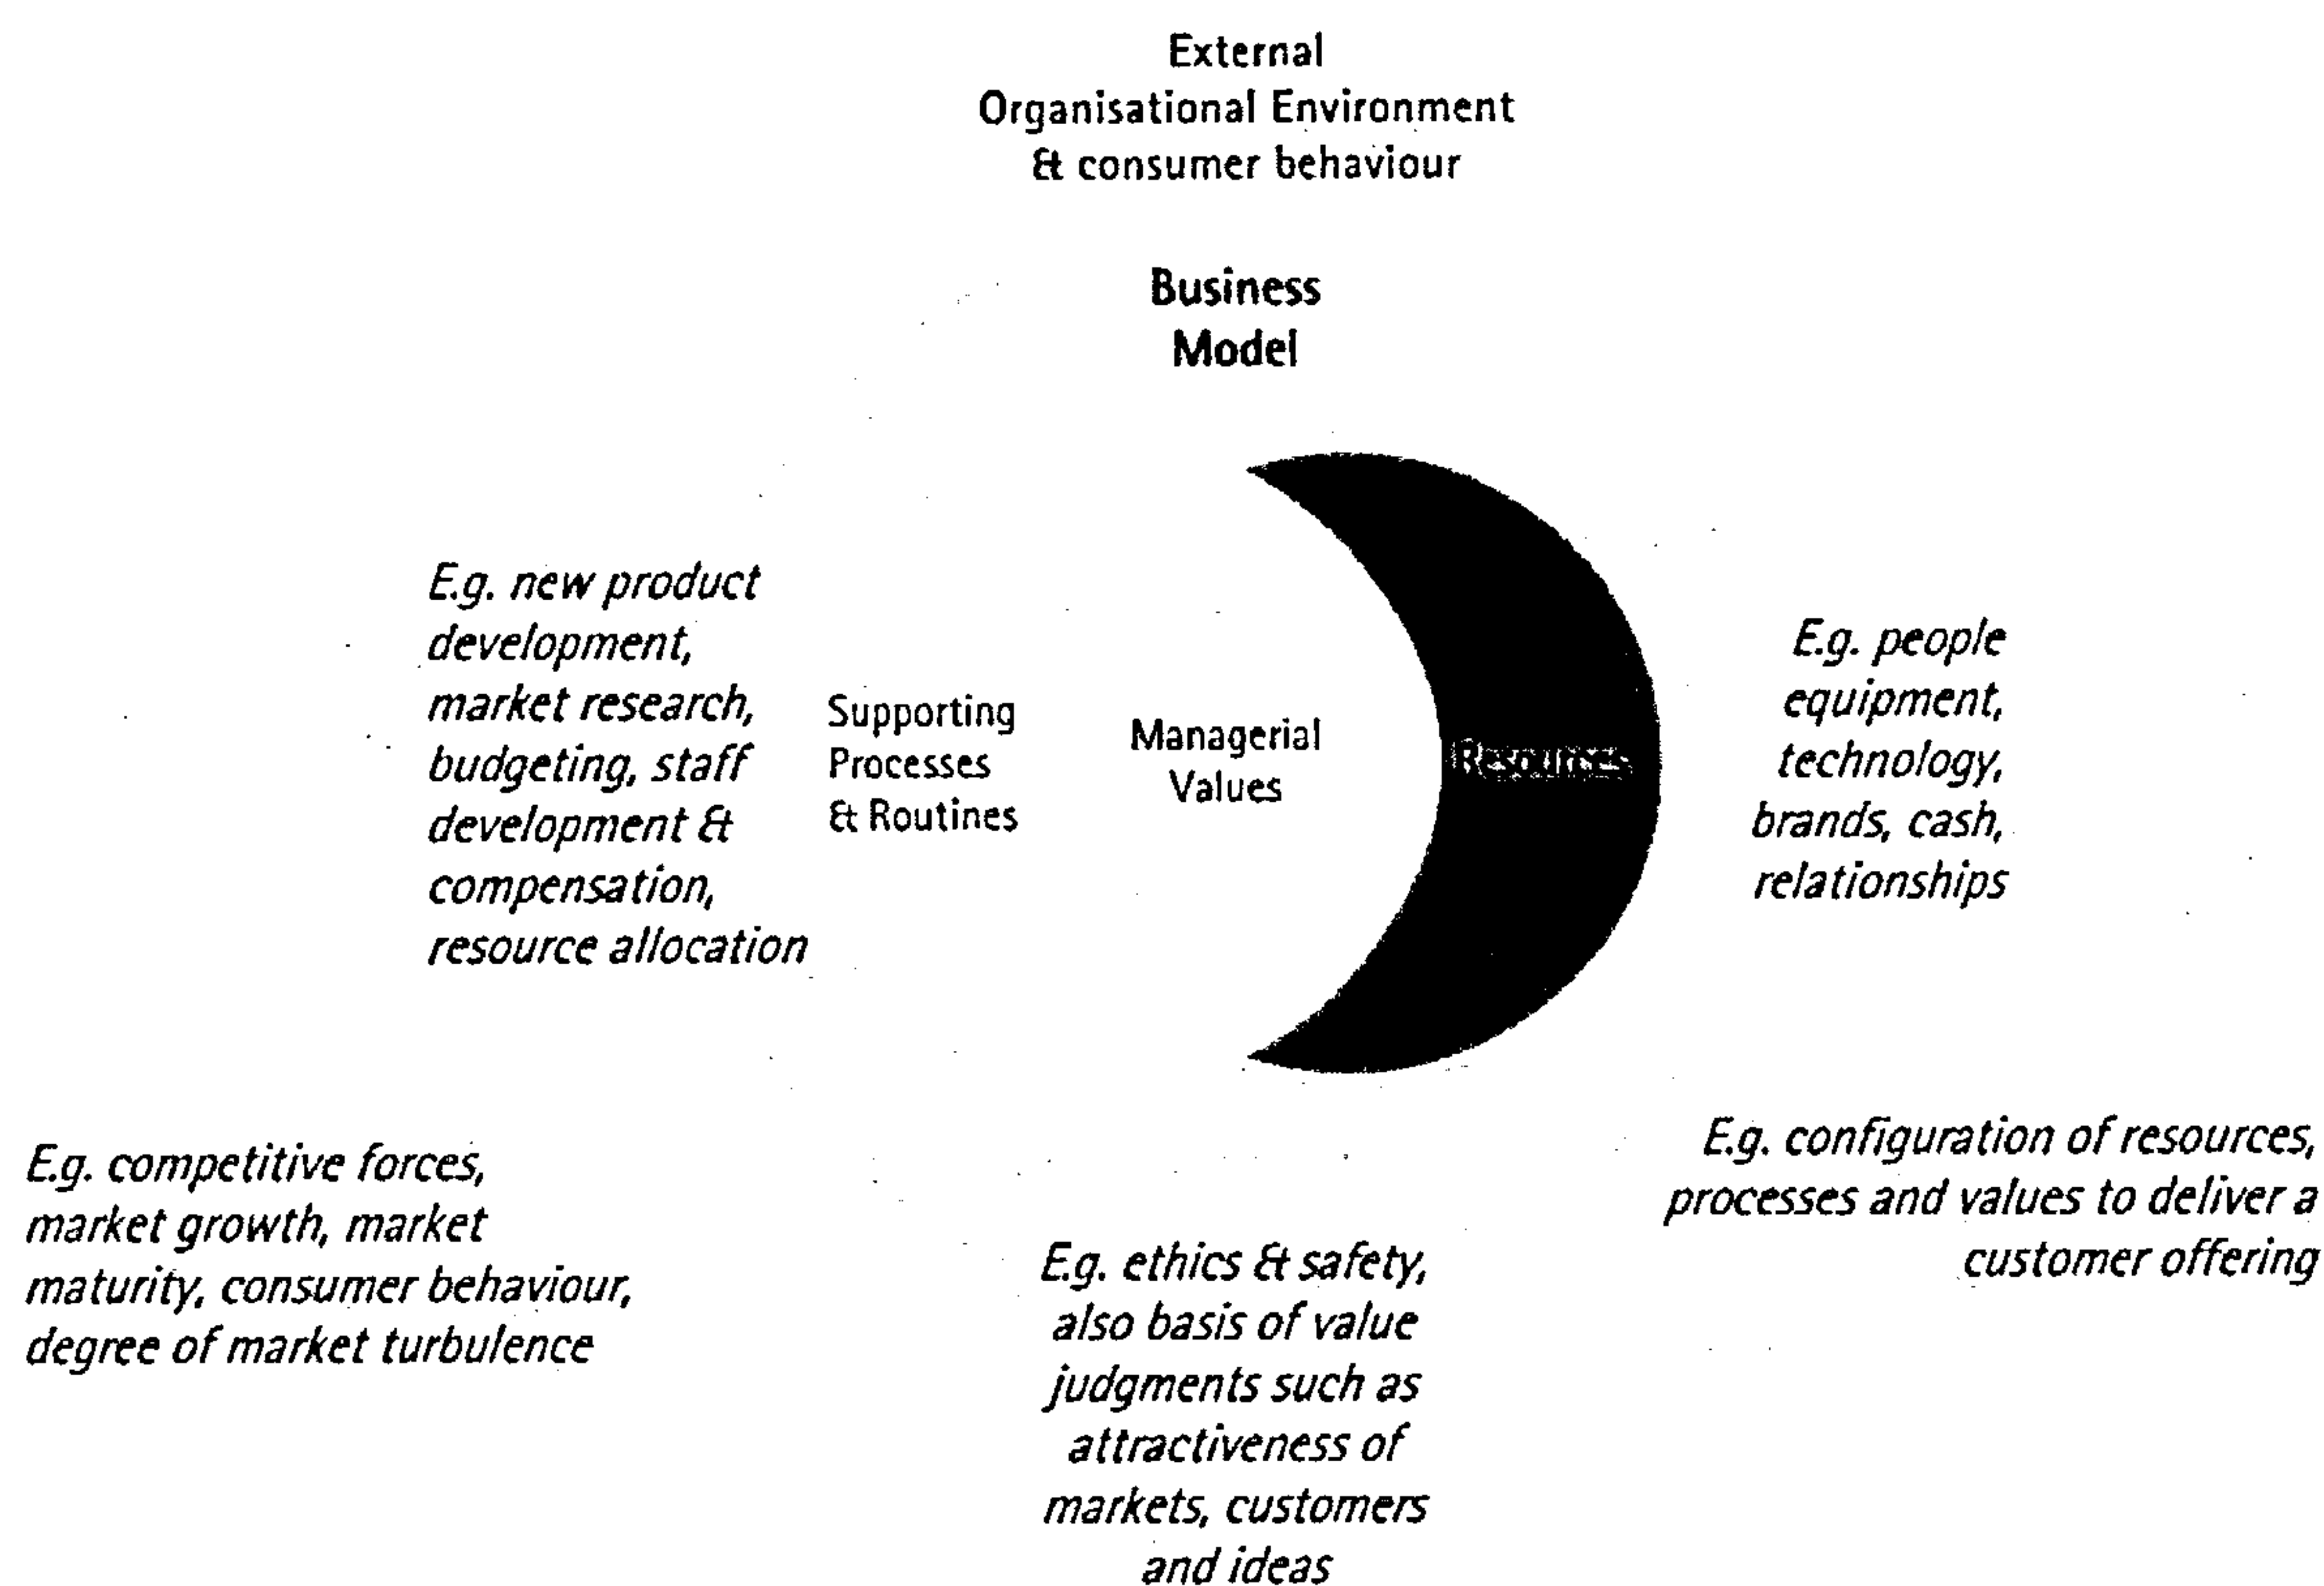 External
Organisational Environment
& consumer behaviour
Business
Model
E.g. new product
development,
market research,
budgeting, staff
development &
compensation,
resource allocation
Supporting
Processes
& Routines
Managerial
Values
Resources
E.g. people
equipment,
technology,
brands, cash,
relationships
E.g. competitive forces,
market growth, market
maturity, consumer behaviour,
degree of market turbulence
E.g. ethics & safety,
also basis of value
judgments such as
attractiveness of
markets, customers
and ideas
E.g. configuration of resources,
processes and values to deliver a
customer offering